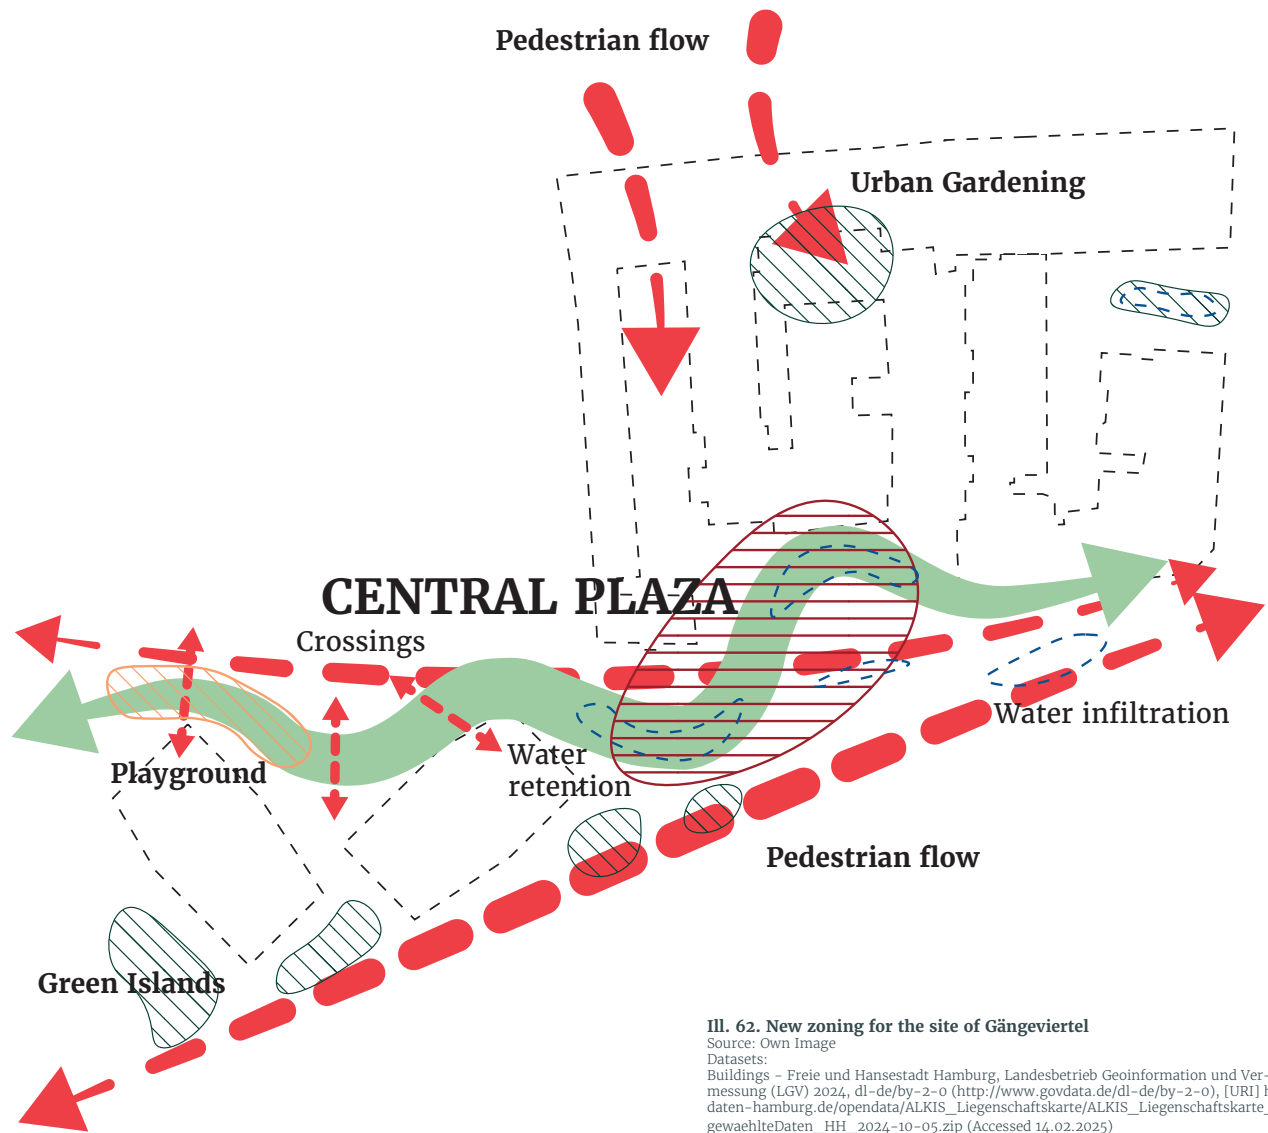 Pedestrian flow
Urban Gardening
CENTRAL PLAZA
Crossings
Water infiltration
Water
retention
Playground
Pedestrian flow
Green Islands
Ill. 62. New zoning for the site of Gängeviertel
Source: Own Image
Datasets:
Buildings - Freie und Hansestadt Hamburg, Landesbetrieb Geoinformation und Ver-
messung (LGV) 2024, dl-de/by-2-0 (http://www.govdata.de/dl-de/by-2-0), [URI] h
daten-hamburg.de/opendata/ALKIS_Liegenschaftskarte/ALKIS_Liegenschaftskarte_
gewaehlteDaten_HH_2024-10-05.zip (Accessed 14.02.2025)